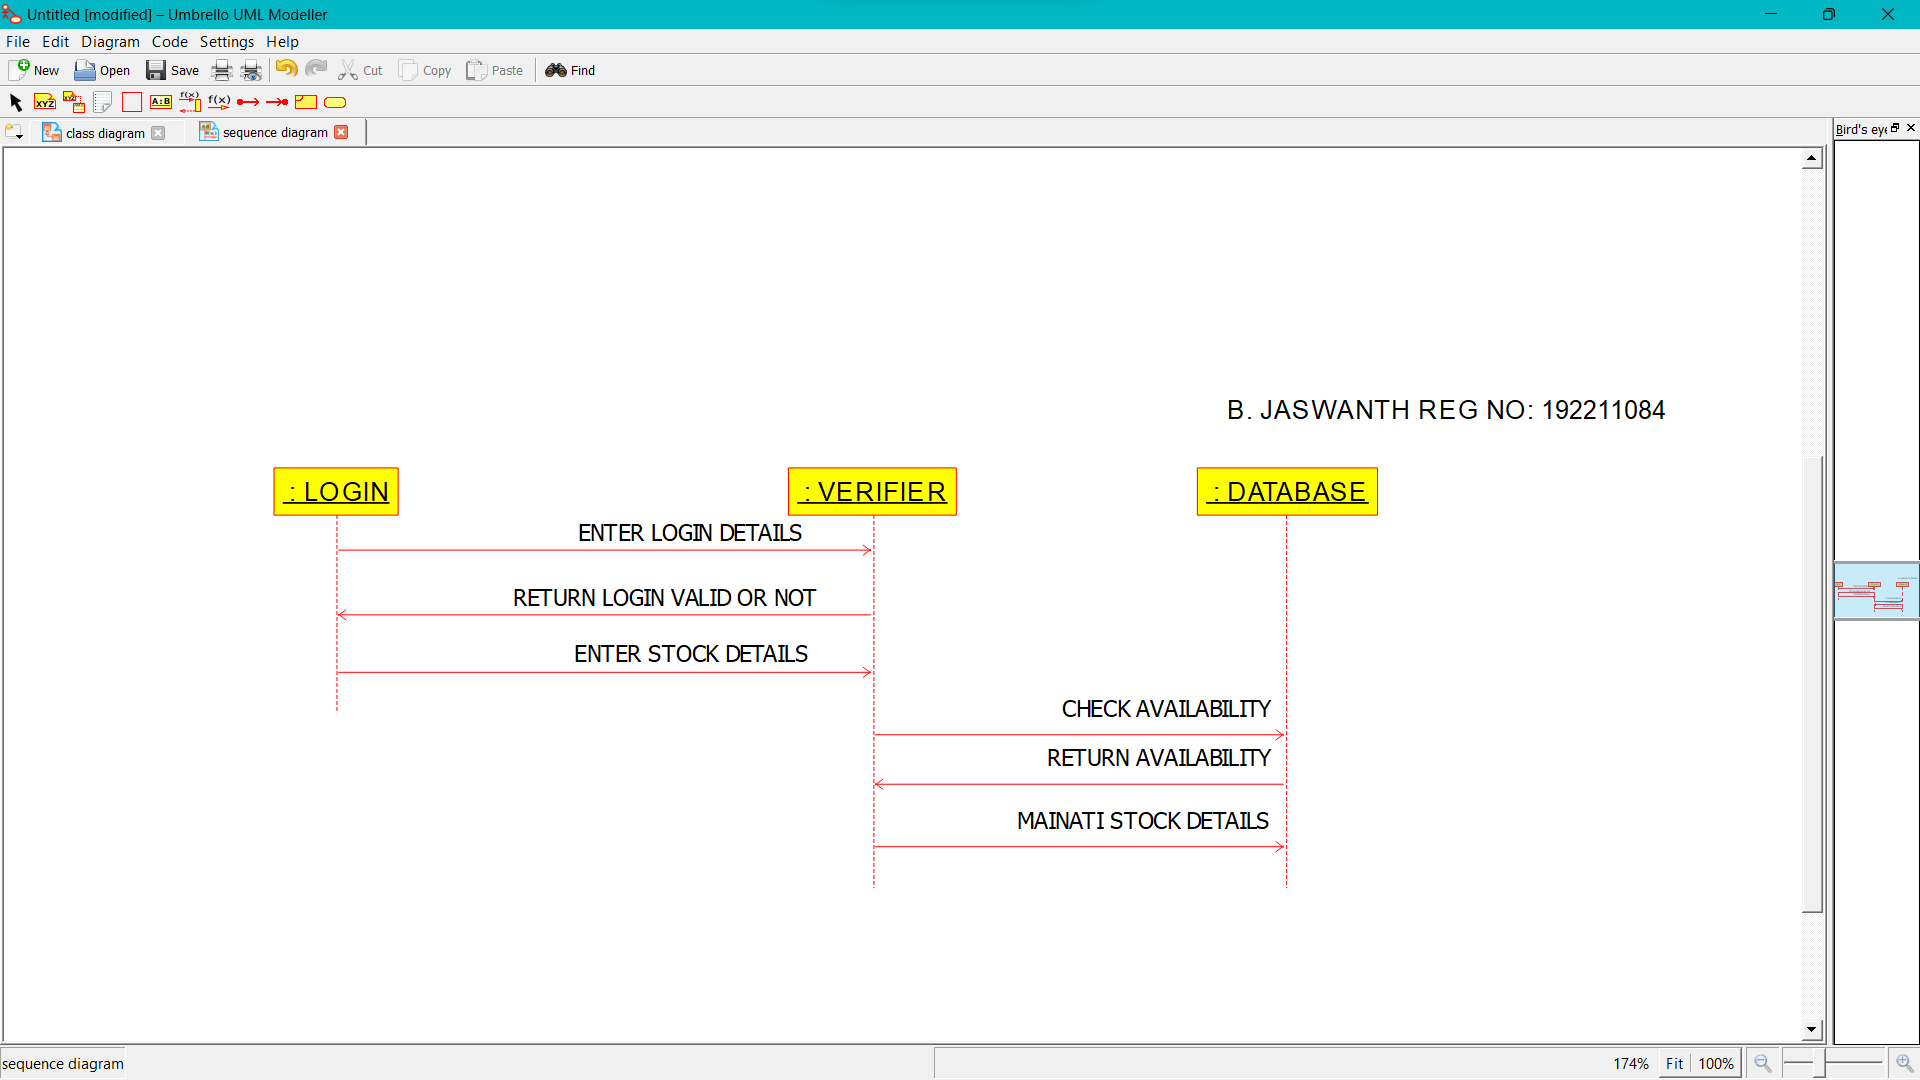 Untitled [modified] – Umbrello UML Modeller
File Edit Diagram Code Settings Help
New Open Save Cut Copy Paste Find
XYZ A:B f(x) f(x)
class diagram sequence diagram
Bird's eye
B. JASWANTH REG NO: 192211084
: LOGIN : VERIFIER : DATABASE
ENTER LOGIN DETAILS
RETURN LOGIN VALID OR NOT
ENTER STOCK DETAILS
CHECK AVAILABILITY
RETURN AVAILABILITY
MAINATI STOCK DETAILS
sequence diagram 174% Fit 100%